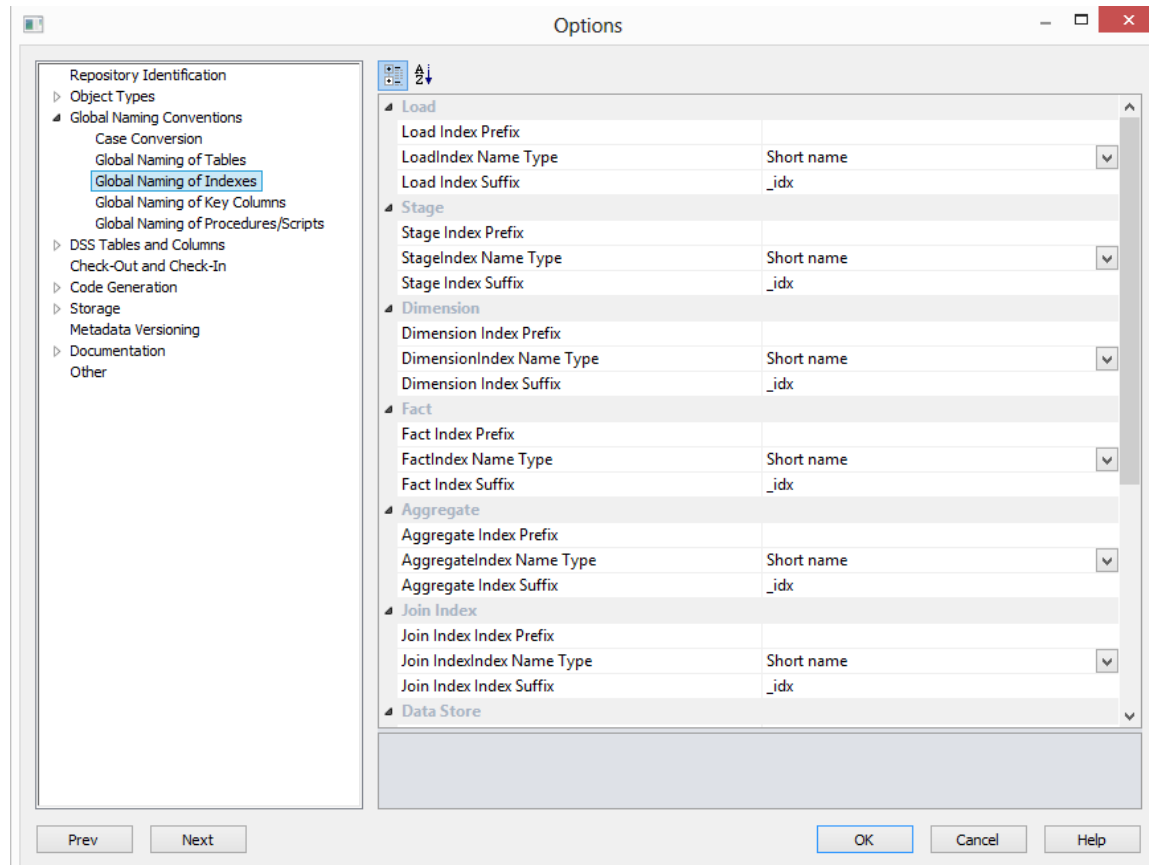 Options
Repository Identification
Object Types
Global Naming Conventions
Case Conversion
Global Naming of Tables
Global Naming of Indexes
Global Naming of Key Columns
Global Naming of Procedures/Scripts
DSS Tables and Columns
Check-Out and Check-In
Code Generation
Storage
Metadata Versioning
Documentation
Other
Load
Load Index Prefix
LoadIndex Name Type Short name
Load Index Suffix _idx
Stage
Stage Index Prefix
StageIndex Name Type Short name
Stage Index Suffix _idx
Dimension
Dimension Index Prefix
DimensionIndex Name Type Short name
Dimension Index Suffix _idx
Fact
Fact Index Prefix
FactIndex Name Type Short name
Fact Index Suffix _idx
Aggregate
Aggregate Index Prefix
AggregateIndex Name Type Short name
Aggregate Index Suffix _idx
Join Index
Join Index Index Prefix
Join IndexIndex Name Type Short name
Join Index Index Suffix _idx
Data Store
Prev Next OK Cancel Help